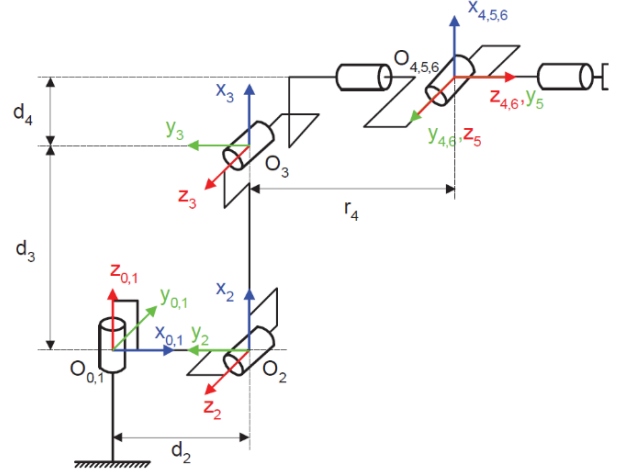 x4,5,6
O4,5,6
d4
x3
y3
z4,6,y5
y4,6,z5
O3
z3
r4
d3
z0,1
y0,1
x2
x0,1
y2
O0,1
O2
z2
d2